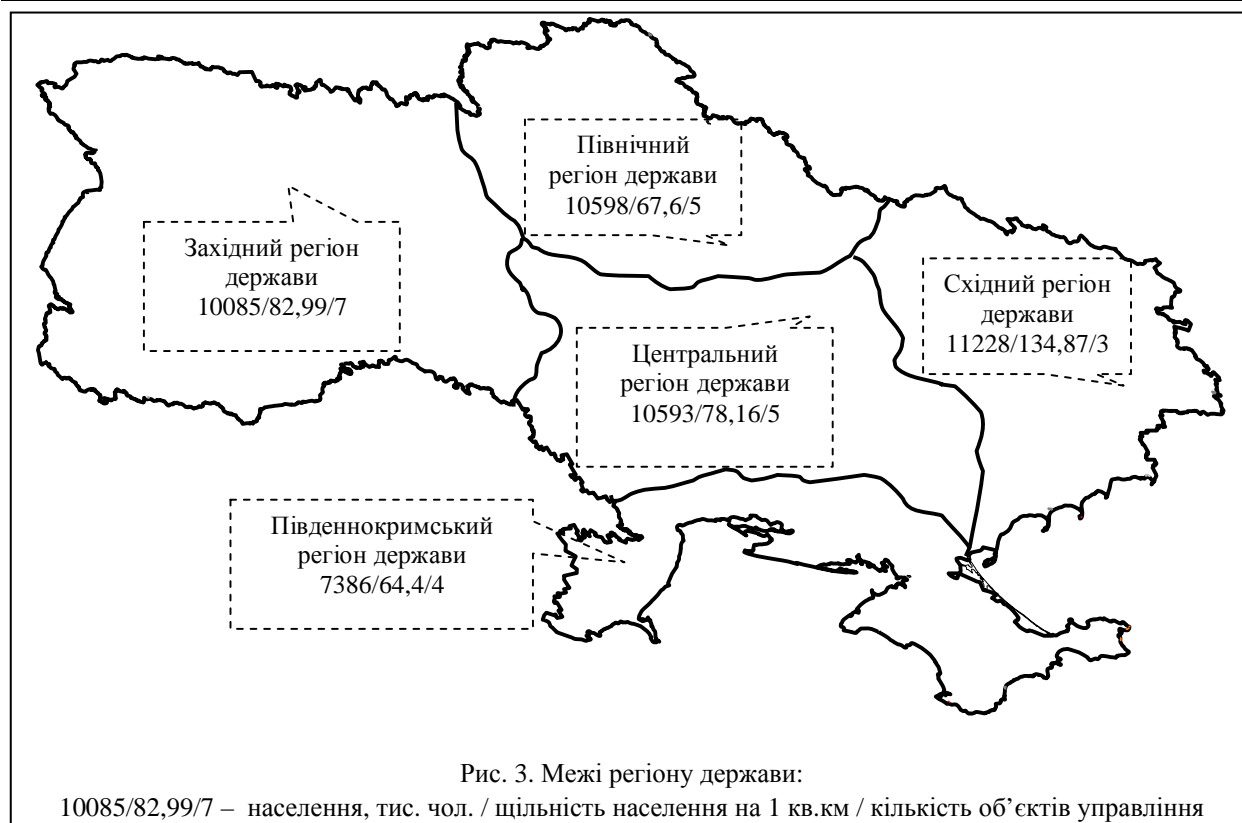 Північний
регіон держави
10598/67,6/5
Західний регіон
держави
10085/82,99/7
Східний регіон
держави
11228/134,87/3
Центральний
регіон держави
10593/78,16/5
Південнокримський
регіон держави
7386/64,4/4
Рис. 3. Межі регіону держави:
10085/82,99/7 – населення, тис. чол. / щільність населення на 1 кв.км / кількість об’єктів управління